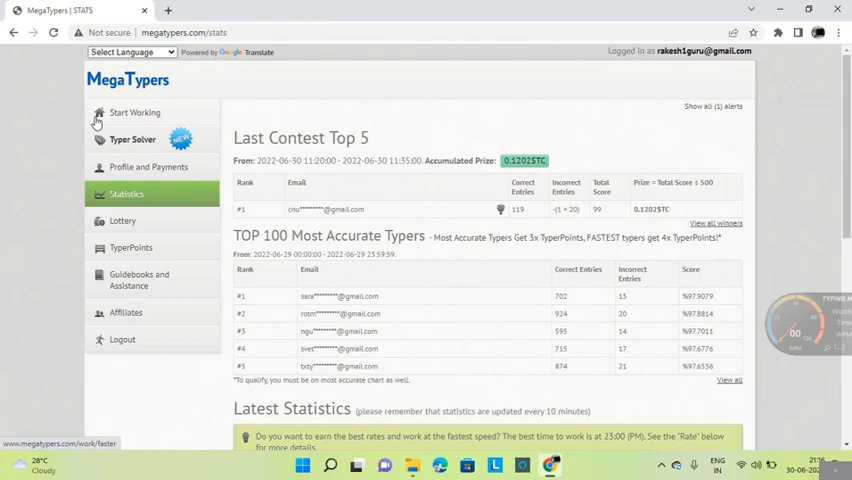 MegaTypers | STATS
Not secure | megatypers.com/stats
Select Language
Powered by Google Translate
Logged in as rakesh1guru@gmail.com
MegaTypers
Start Working
Typer Solver
NEW
Profile and Payments
Statistics
Lottery
TyperPoints
Guidebooks and
Assistance
Affiliates
Logout
Show all (1) alerts
Last Contest Top 5
From: 2022-06-30 11:20:00 - 2022-06-30 11:35:00. Accumulated Prize: 0.1202$TC
Rank Email Correct Entries Incorrect Entries Total Score Prize = Total Score ÷ 500
#1 cnu*********@gmail.com 119 -(1 × 20) 99 0.1202$TC
View all winners
TOP 100 Most Accurate Typers - Most Accurate Typers Get 3x TyperPoints, FASTEST typers get 4x TyperPoints!*
From: 2022-06-29 00:00:00 - 2022-06-29 23:59:59.
Rank Email Correct Entries Incorrect Entries Score
#1 sara*********@gmail.com 702 15 %97.9079
#2 rotm*********@gmail.com 924 20 %97.8814
#3 ngu*********@gmail.com 595 14 %97.7011
#4 svet*********@gmail.com 715 17 %97.6776
#5 txty*********@gmail.com 874 21 %97.6536
*To qualify, you must be on most accurate chart as well.
View all
Latest Statistics (please remember that statistics are updated every 10 minutes)
Do you want to earn the best rates and work at the fastest speed? The best time to work is at 23:00 (PM). See the "Rate" below
for more details.
TYPING
00
WPM
www.megatypers.com/work/faster
28°C
Cloudy
ENG
IN
30-06-20